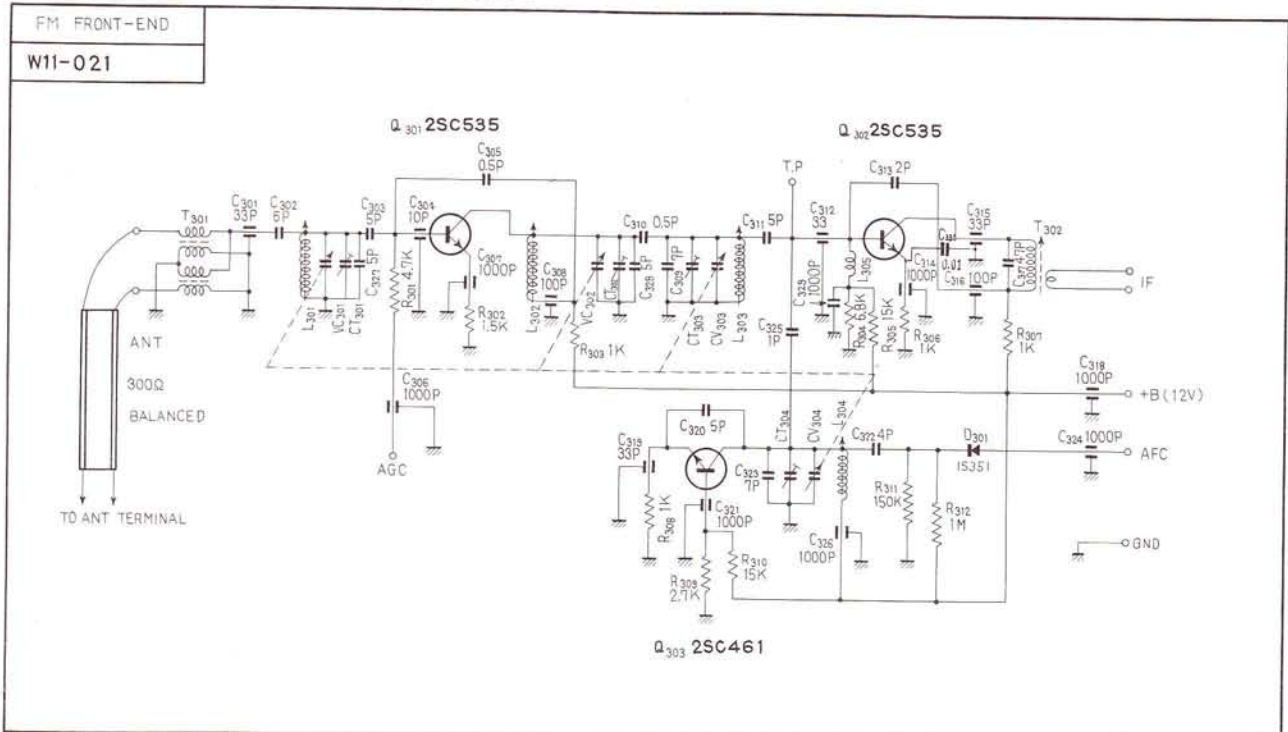 FM FRONT-END
W11-021
Q301 2SC535
Q302 2SC535
C305
0.5P
T.P
C313 2P
T301
C301
33P
C302
6P
C303
5P
C304
10P
C307
1000P
C308
100P
C310 0.5P
C311 5P
C312
33
C315
33P
T302
L301
VC301
CT301
C327
5P
R301 4.7K
R302
1.5K
L302
VC302
CT302
C328 5P
C309 7P
CT303
CV303
L303
C325
1P
C329
1000P
L305
R304 6.8K
R305 15K
C314
1000P
0.01
C316
100P
R306
1K
C317 47P
IF
R307
1K
R303 1K
ANT
300Ω
BALANCED
TO ANT TERMINAL
C306
1000P
AGC
C318
1000P
+B (12V)
C320 5P
C319
33P
CT304
CV304
L304
C322 4P
D301
1S351
C324 1000P
AFC
C323
7P
R308 1K
C321
1000P
R309
2.7K
R310
15K
C326
1000P
R311
150K
R312
1M
GND
Q303 2SC461